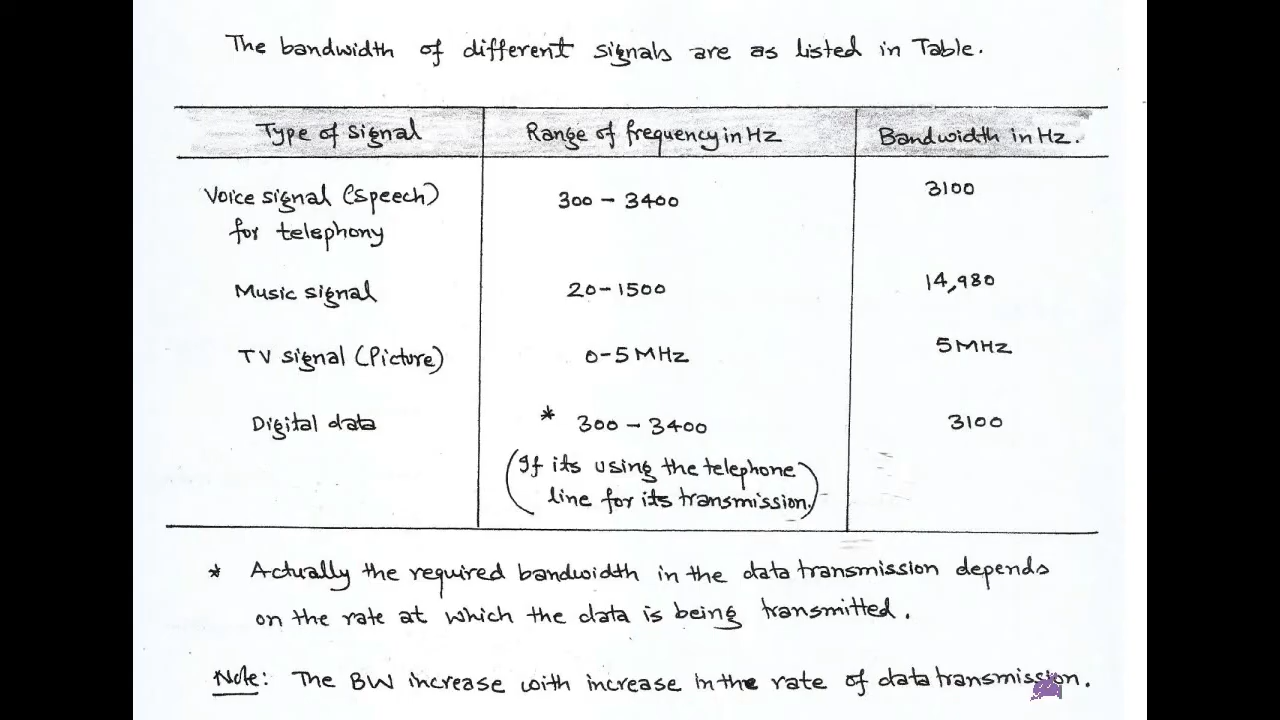 The bandwidth of different signals are as listed in Table.
Type of signal Range of frequency in Hz Bandwidth in Hz.
Voice signal (speech) 300 - 3400 3100
for telephony
Music signal 20-1500 14,980
TV signal (Picture) 0-5 MHz 5 MHz
Digital data * 300 - 3400 3100
(If its using the telephone
line for its transmission.)
* Actually the required bandwidth in the data transmission depends
on the rate at which the data is being transmitted.
Note: The BW increase with increase in the rate of data transmission.